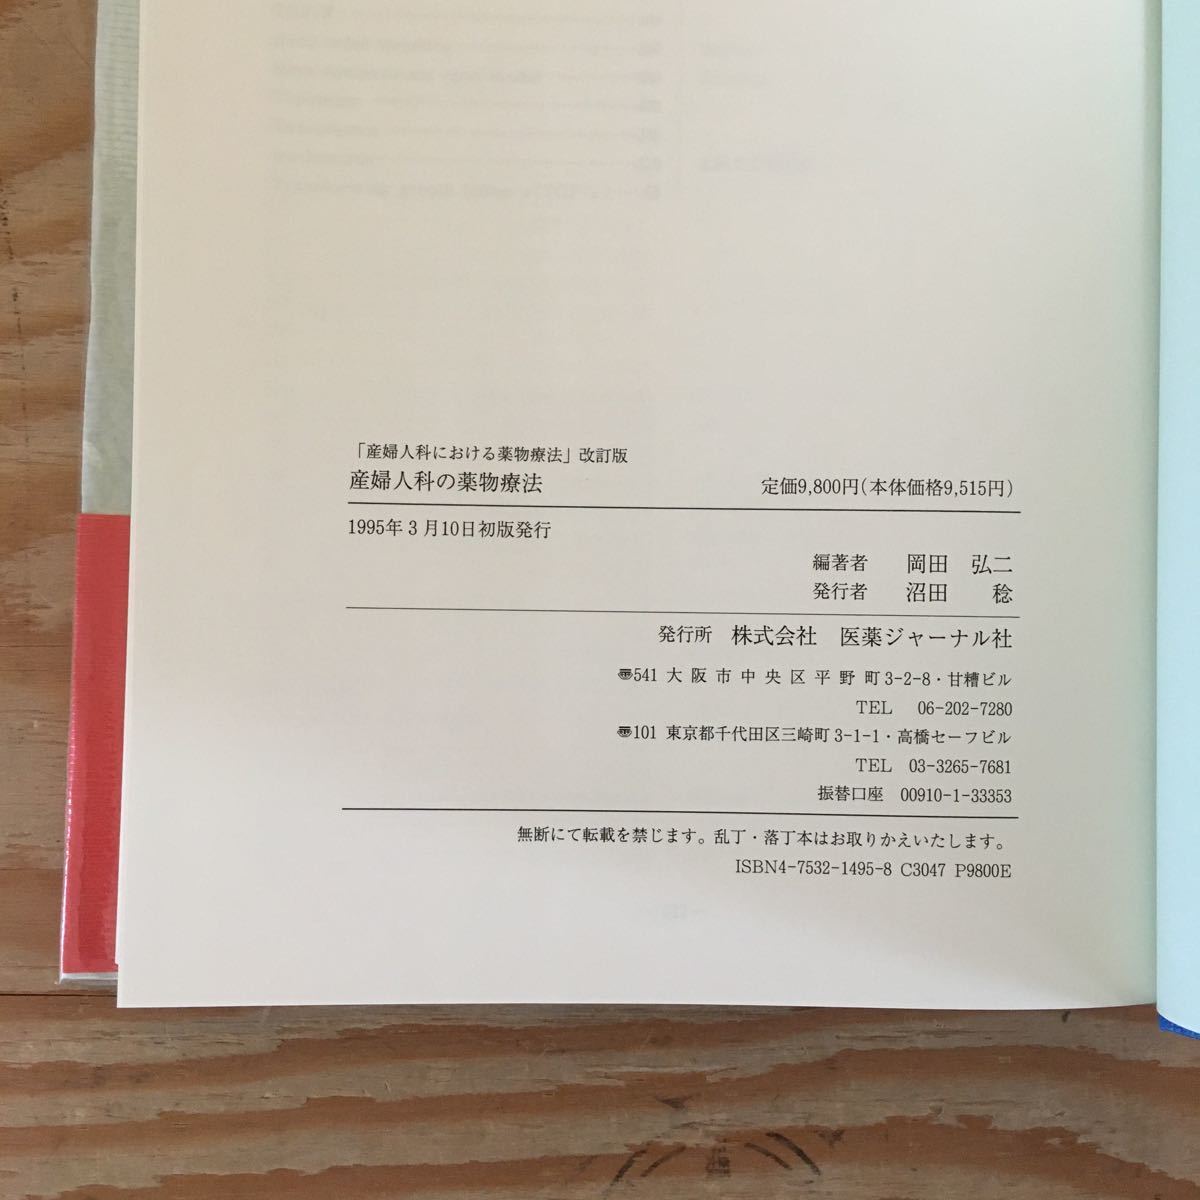 「産婦人科における薬物療法」改訂版
産婦人科の薬物療法 定価9,800円(本体価格9,515円)
1995年3月10日初版発行
編著者 岡田 弘二
発行者 沼田 稔
発行所 株式会社 医薬ジャーナル社
〠541 大阪市中央区平野町3-2-8・甘糟ビル
TEL 06-202-7280
〠101 東京都千代田区三崎町3-1-1・高橋セーフビル
TEL 03-3265-7681
振替口座 00910-1-33353
無断にて転載を禁じます。乱丁・落丁本はお取りかえいたします。
ISBN4-7532-1495-8 C3047 P9800E